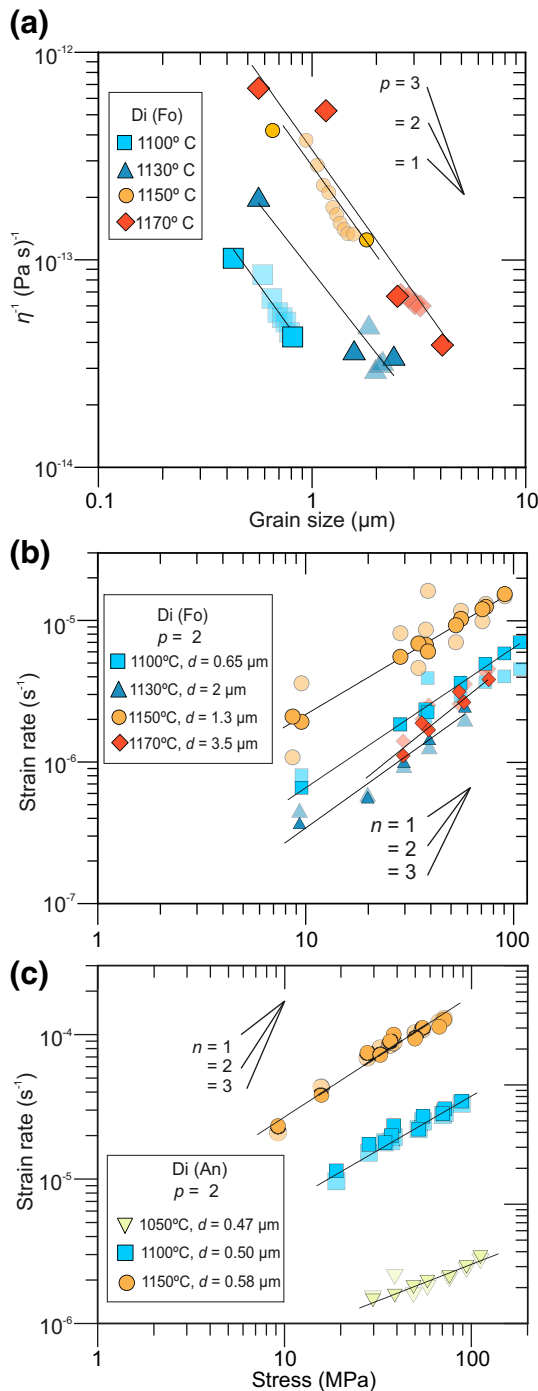 (a)
10⁻¹²
Di (Fo)
1100º C
1130º C
1150º C
1170º C
p = 3
= 2
= 1
10⁻¹³
η⁻¹ (Pa s)⁻¹
10⁻¹⁴
0.1 1 10
Grain size (µm)
(b)
Di (Fo)
p = 2
1100ºC, d = 0.65 µm
1130ºC, d = 2 µm
1150ºC, d = 1.3 µm
1170ºC, d = 3.5 µm
10⁻⁵
10⁻⁶
10⁻⁷
Strain rate (s⁻¹)
n = 1
= 2
= 3
1 10 100
(c)
n = 1
= 2
= 3
10⁻⁴
10⁻⁵
10⁻⁶
Strain rate (s⁻¹)
Di (An)
p = 2
1050ºC, d = 0.47 µm
1100ºC, d = 0.50 µm
1150ºC, d = 0.58 µm
1 10 100
Stress (MPa)